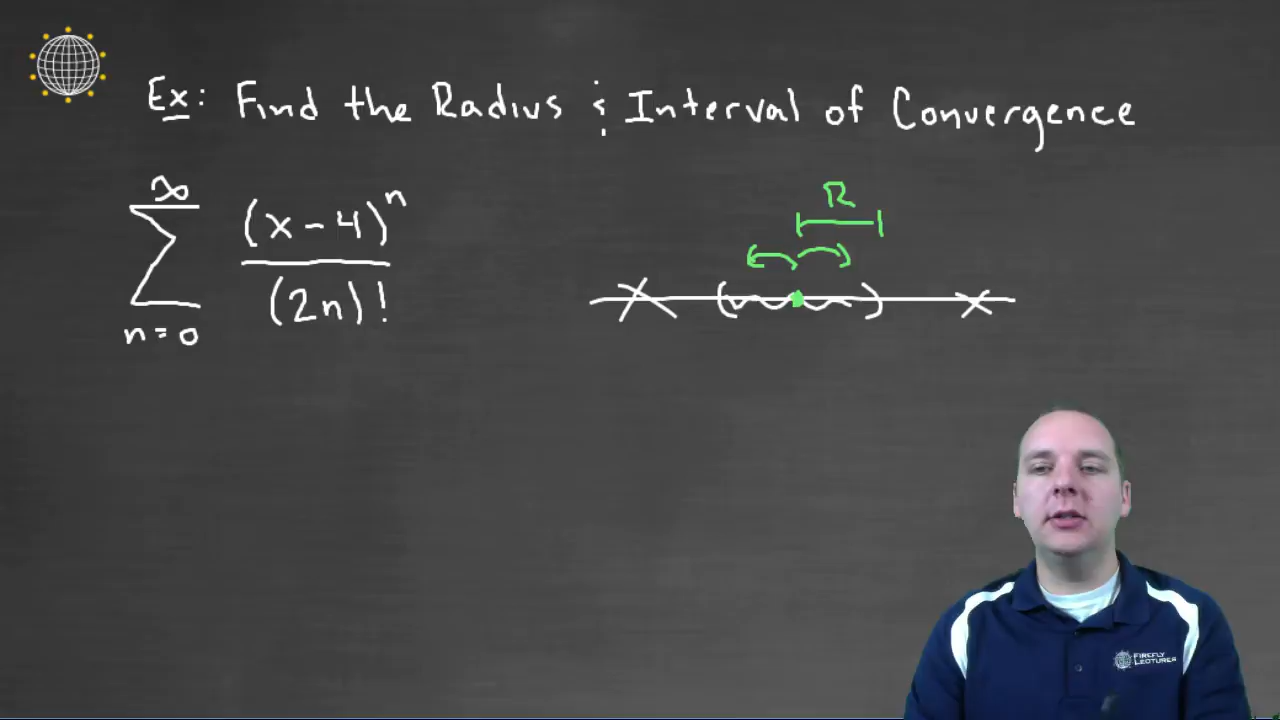 Ex: Find the Radius & Interval of Convergence
∞
∑ (x-4)^n / (2n)!
n=0
R
FIREFLY
LECTURES